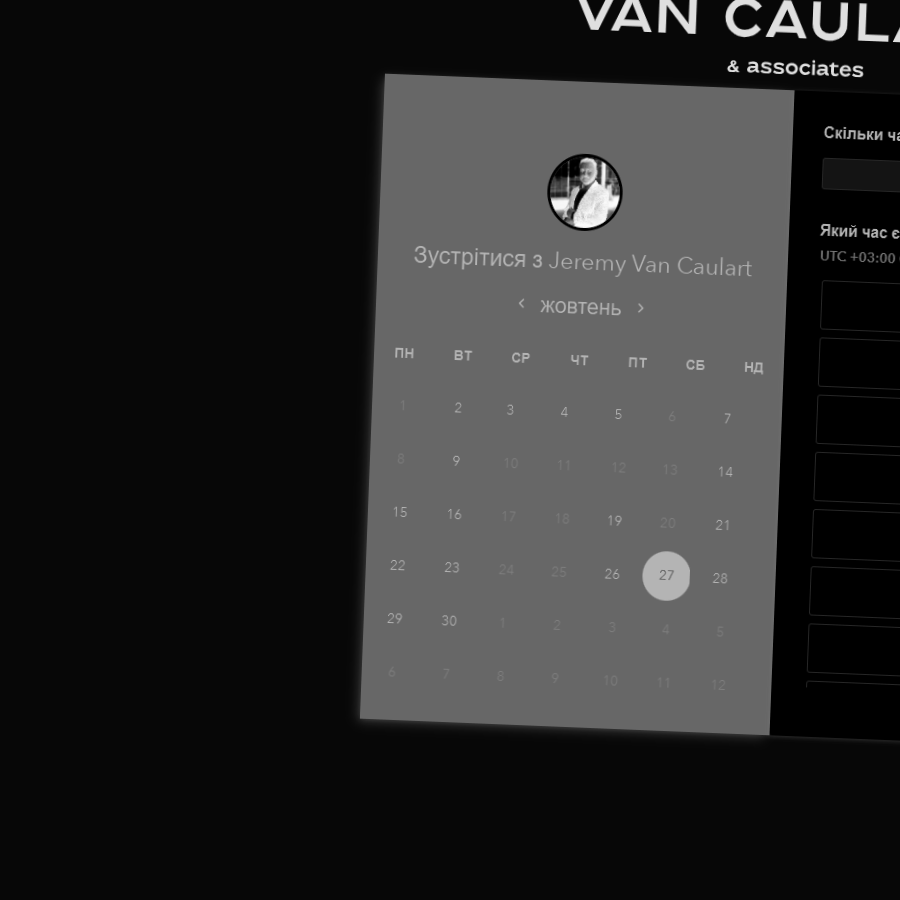 VAN CAULA
& associates
Зустрітися з Jeremy Van Caulart
жовтень
ПН ВТ СР ЧТ ПТ СБ НД
1 2 3 4 5 6 7
8 9 10 11 12 13 14
15 16 17 18 19 20 21
22 23 24 25 26 27 28
29 30 1 2 3 4 5
6 7 8 9 10 11 12
Скільки ча
Який час є
UTC +03:00